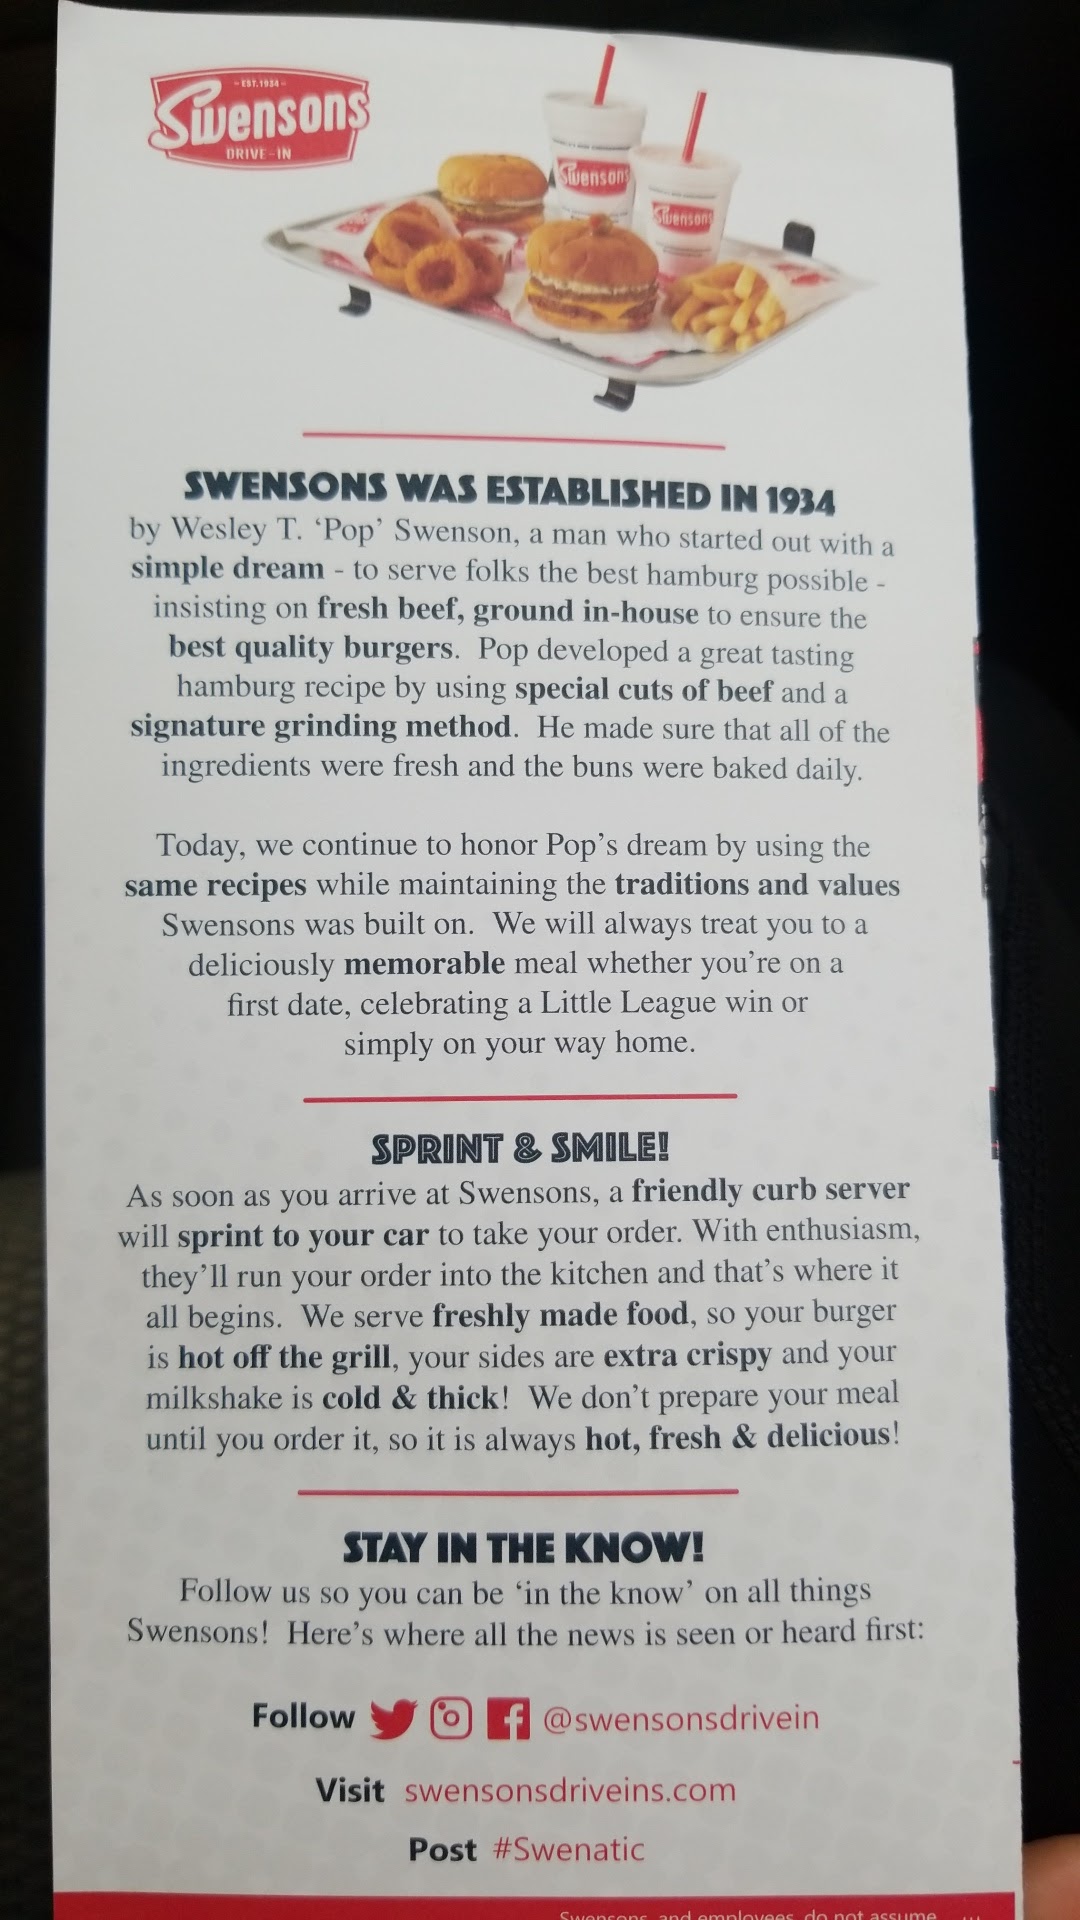 - EST. 1934 -
Swensons
DRIVE-IN
Swensons
Swensons
SWENSONS WAS ESTABLISHED IN 1934
by Wesley T. ‘Pop’ Swenson, a man who started out with a
simple dream - to serve folks the best hamburg possible -
insisting on fresh beef, ground in-house to ensure the
best quality burgers.  Pop developed a great tasting
hamburg recipe by using special cuts of beef and a
signature grinding method.  He made sure that all of the
ingredients were fresh and the buns were baked daily.
Today, we continue to honor Pop’s dream by using the
same recipes while maintaining the traditions and values
Swensons was built on.  We will always treat you to a
deliciously memorable meal whether you’re on a
first date, celebrating a Little League win or
simply on your way home.
SPRINT & SMILE!
As soon as you arrive at Swensons, a friendly curb server
will sprint to your car to take your order. With enthusiasm,
they’ll run your order into the kitchen and that’s where it
all begins.  We serve freshly made food, so your burger
is hot off the grill, your sides are extra crispy and your
milkshake is cold & thick!  We don’t prepare your meal
until you order it, so it is always hot, fresh & delicious!
STAY IN THE KNOW!
Follow us so you can be ‘in the know’ on all things
Swensons!  Here’s where all the news is seen or heard first:
Follow @swensonsdrivein
Visit swensonsdriveins.com
Post #Swenatic
Swensons, and employees, do not assume